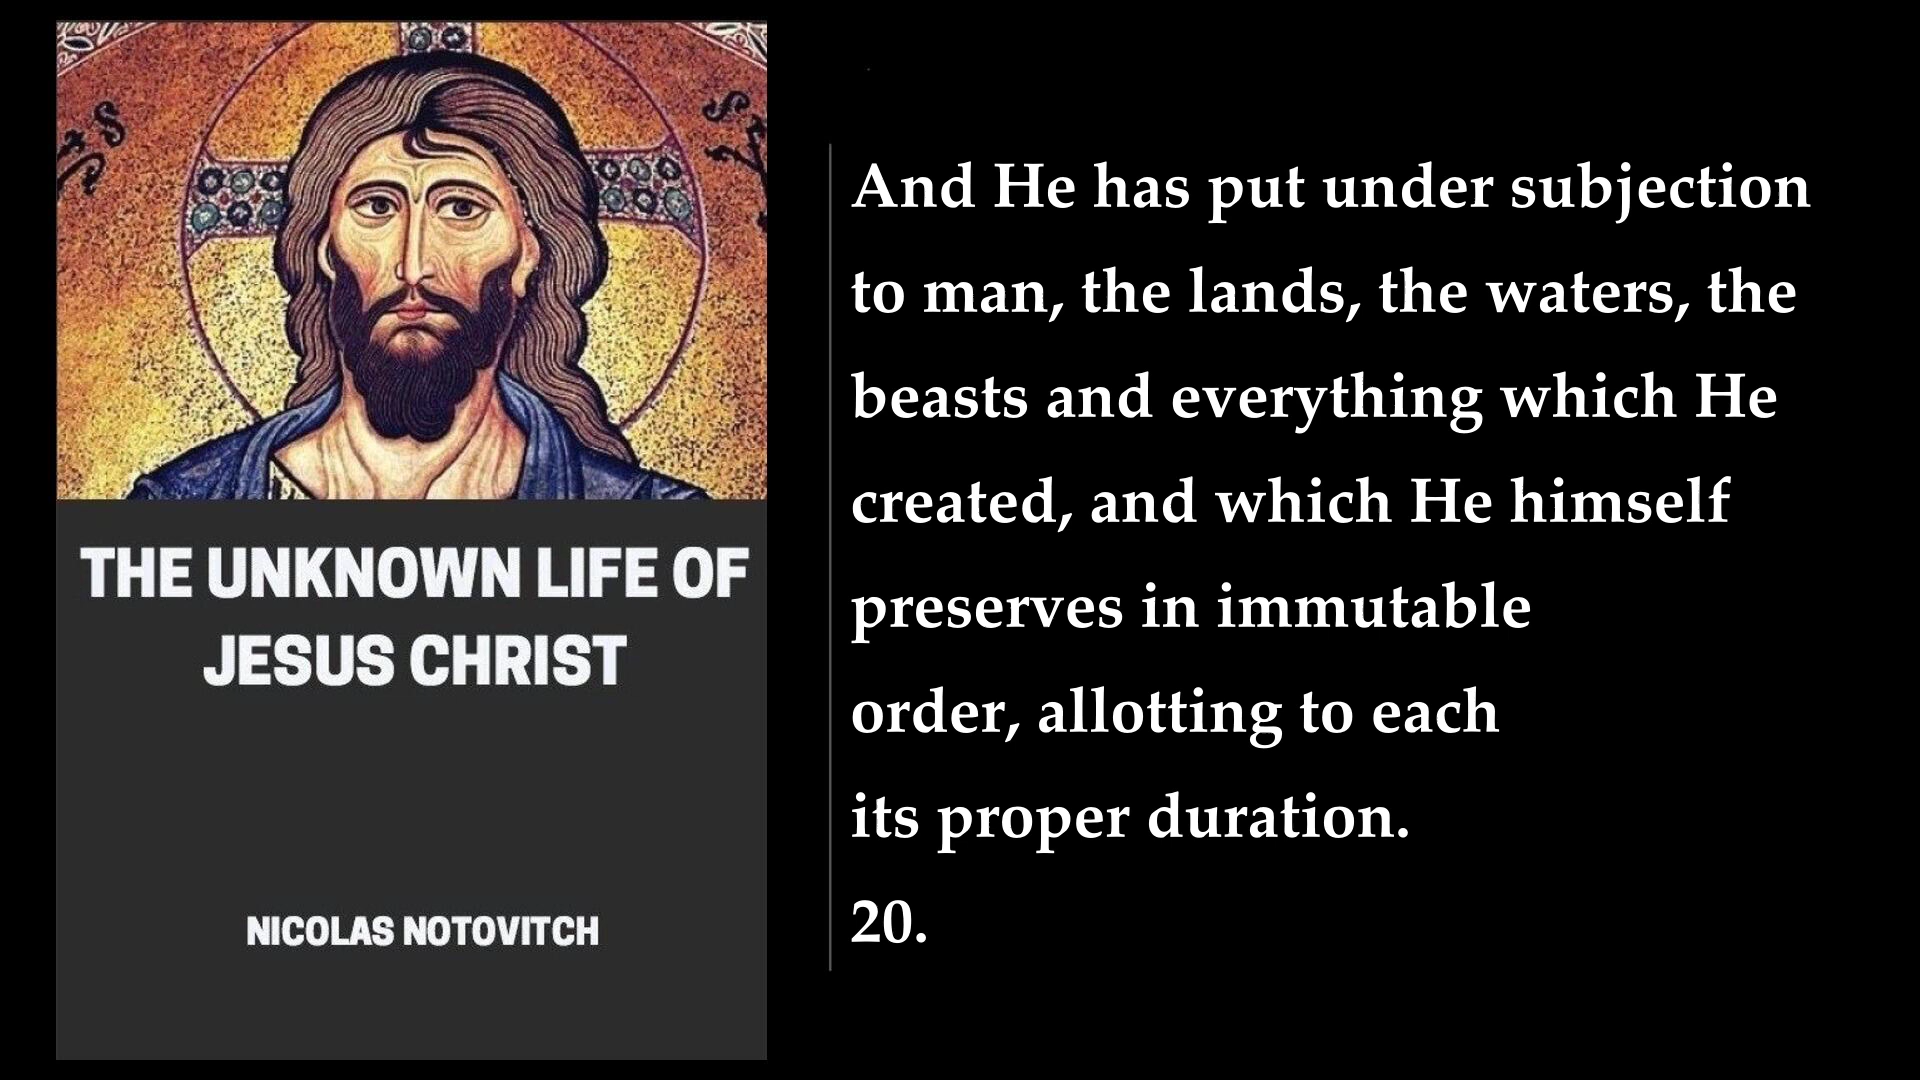 THE UNKNOWN LIFE OF
JESUS CHRIST
NICOLAS NOTOVITCH
And He has put under subjection
to man, the lands, the waters, the
beasts and everything which He
created, and which He himself
preserves in immutable
order, allotting to each
its proper duration.
20.